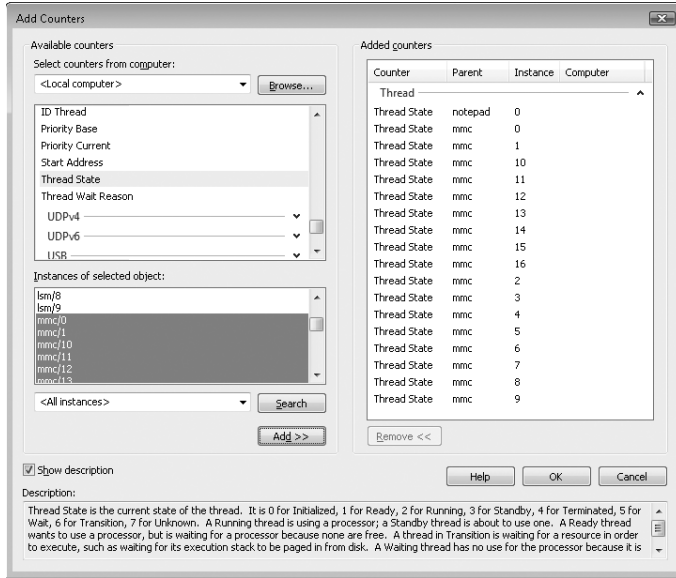 Add Counters
Available counters
Select counters from computer:
<Local computer>
Browse...
ID Thread
Priority Base
Priority Current
Start Address
Thread State
Thread Wait Reason
UDPv4
UDPv6
USB
Instances of selected object:
lsm/8
lsm/9
mmc/0
mmc/1
mmc/10
mmc/11
mmc/12
mmc/13
<All instances>
Search
Add >>
Added counters
Counter Parent Instance Computer
Thread
Thread State notepad 0
Thread State mmc 0
Thread State mmc 1
Thread State mmc 10
Thread State mmc 11
Thread State mmc 12
Thread State mmc 13
Thread State mmc 14
Thread State mmc 15
Thread State mmc 16
Thread State mmc 2
Thread State mmc 3
Thread State mmc 4
Thread State mmc 5
Thread State mmc 6
Thread State mmc 7
Thread State mmc 8
Thread State mmc 9
Remove <<
Show description
Help OK Cancel
Description:
Thread State is the current state of the thread. It is 0 for Initialized, 1 for Ready, 2 for Running, 3 for Standby, 4 for Terminated, 5 for
Wait, 6 for Transition, 7 for Unknown. A Running thread is using a processor; a Standby thread is about to use one. A Ready thread
wants to use a processor, but is waiting for a processor because none are free. A thread in Transition is waiting for a resource in order
to execute, such as waiting for its execution stack to be paged in from disk. A Waiting thread has no use for the processor because it is